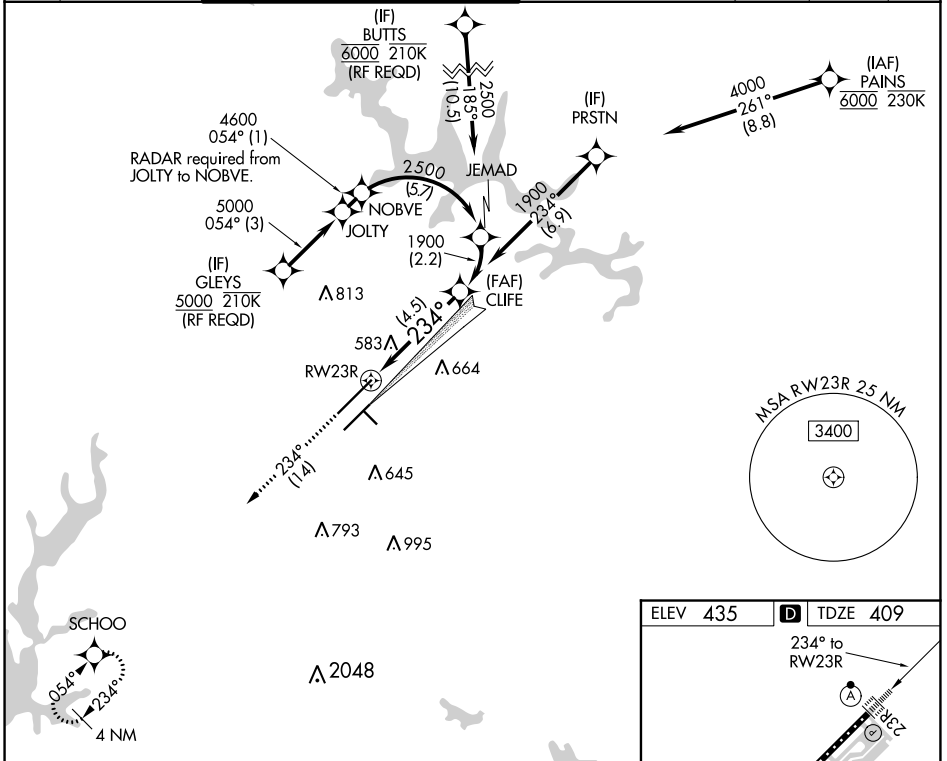 (IF)
BUTTS
6000 210K
(RF REQD)
2500
185°
(10.5)
(IAF)
PAINS
6000 230K
4000
261°
(8.8)
(IF)
PRSTN
4600
054° (1)
RADAR required from
JOLTY to NOBVE.
2500
(5.7)
JEMAD
1900
234°
(6.9)
NOBVE
JOLTY
5000
054° (3)
1900
(2.2)
(IF)
GLEYS
5000 210K
(RF REQD)
813
(FAF)
CLIFE
(4.5)
234°
583
664
RW23R
MSA RW23R 25 NM
3400
234°
(14)
645
793
995
SCHOO
054°
234°
4 NM
2048
ELEV 435 D TDZE 409
234° to
RW23R
A
23R
P